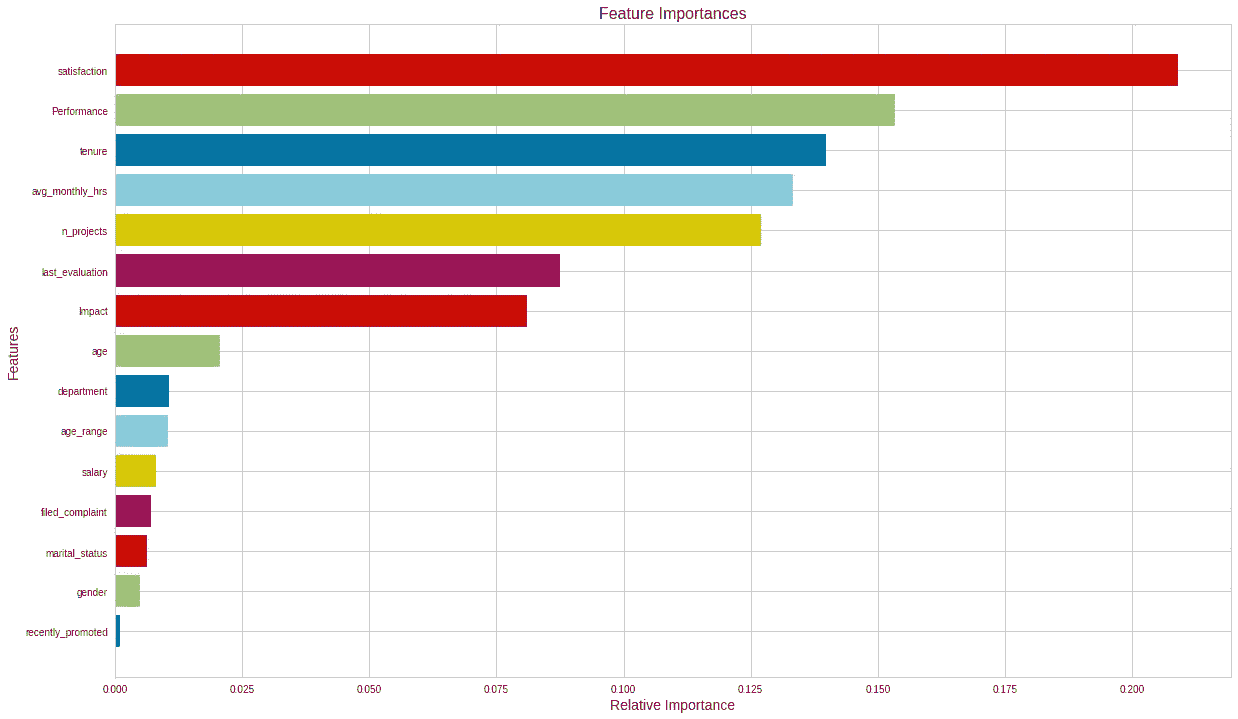 Feature Importances
satisfaction
Performance
tenure
avg_monthly_hrs
n_projects
last_evaluation
Impact
age
department
age_range
salary
filed_complaint
marital_status
gender
recently_promoted
Features
0.000 0.025 0.050 0.075 0.100 0.125 0.150 0.175 0.200
Relative Importance